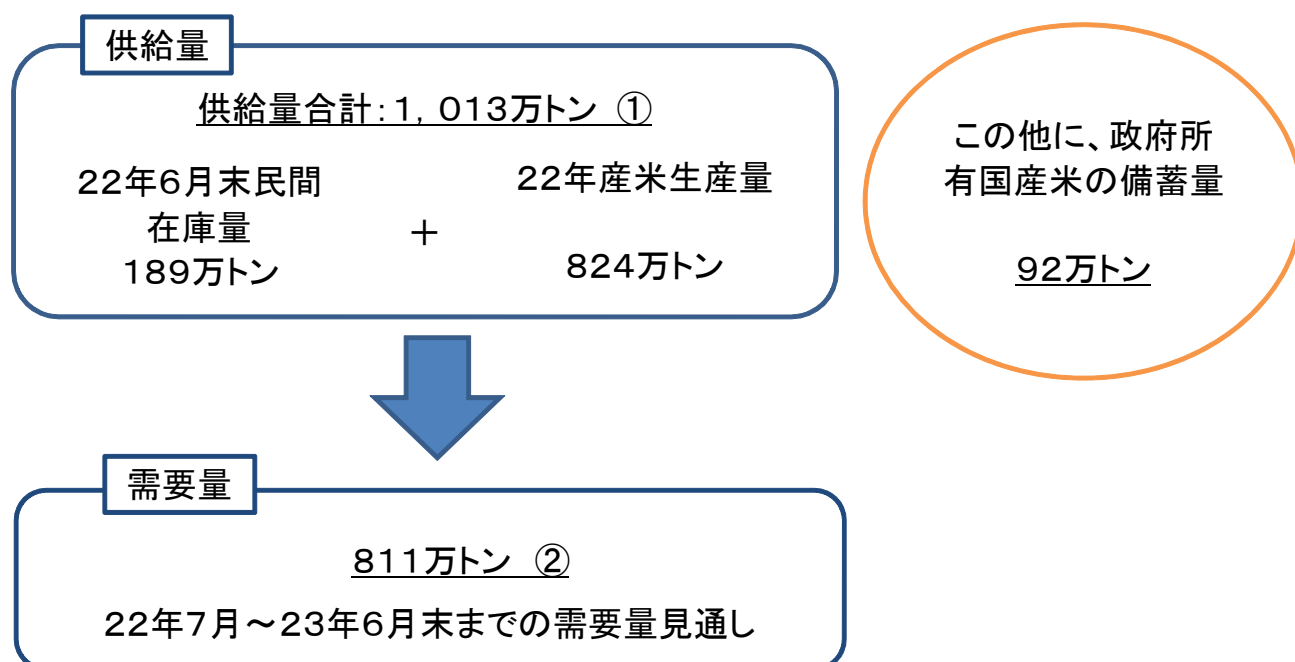 供給量
供給量合計:1,013万トン ①
22年6月末民間
在庫量
189万トン
+
22年産米生産量
824万トン
この他に、政府所
有国産米の備蓄量
92万トン
需要量
811万トン ②
22年7月~23年6月末までの需要量見通し